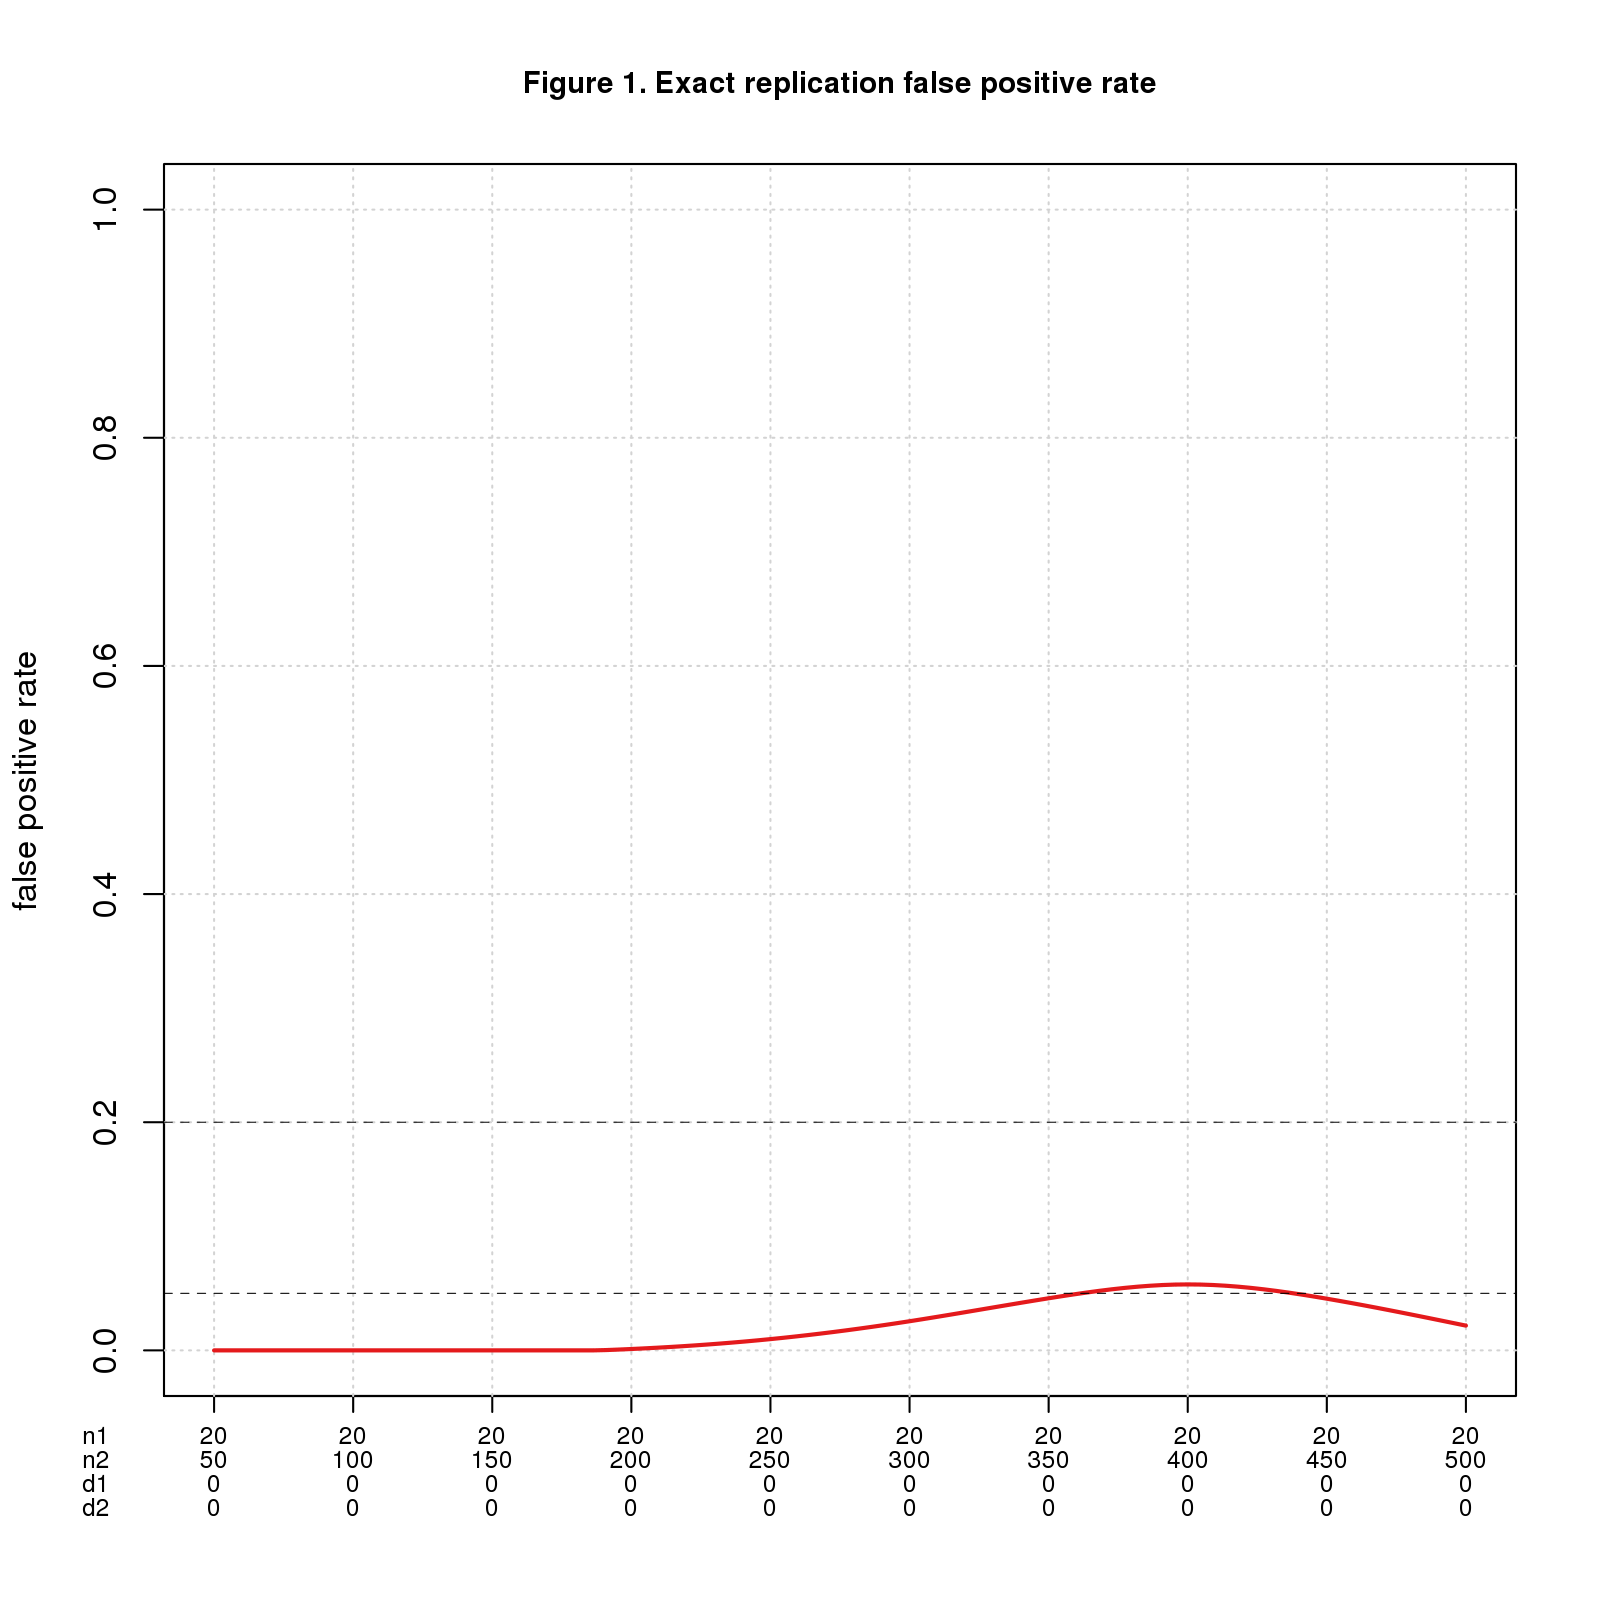 Figure 1. Exact replication false positive rate
false positive rate
1.0
0.8
0.6
0.4
0.2
0.0
n1 20 20 20 20 20 20 20 20 20 20
n2 50 100 150 200 250 300 350 400 450 500
d1 0 0 0 0 0 0 0 0 0 0
d2 0 0 0 0 0 0 0 0 0 0